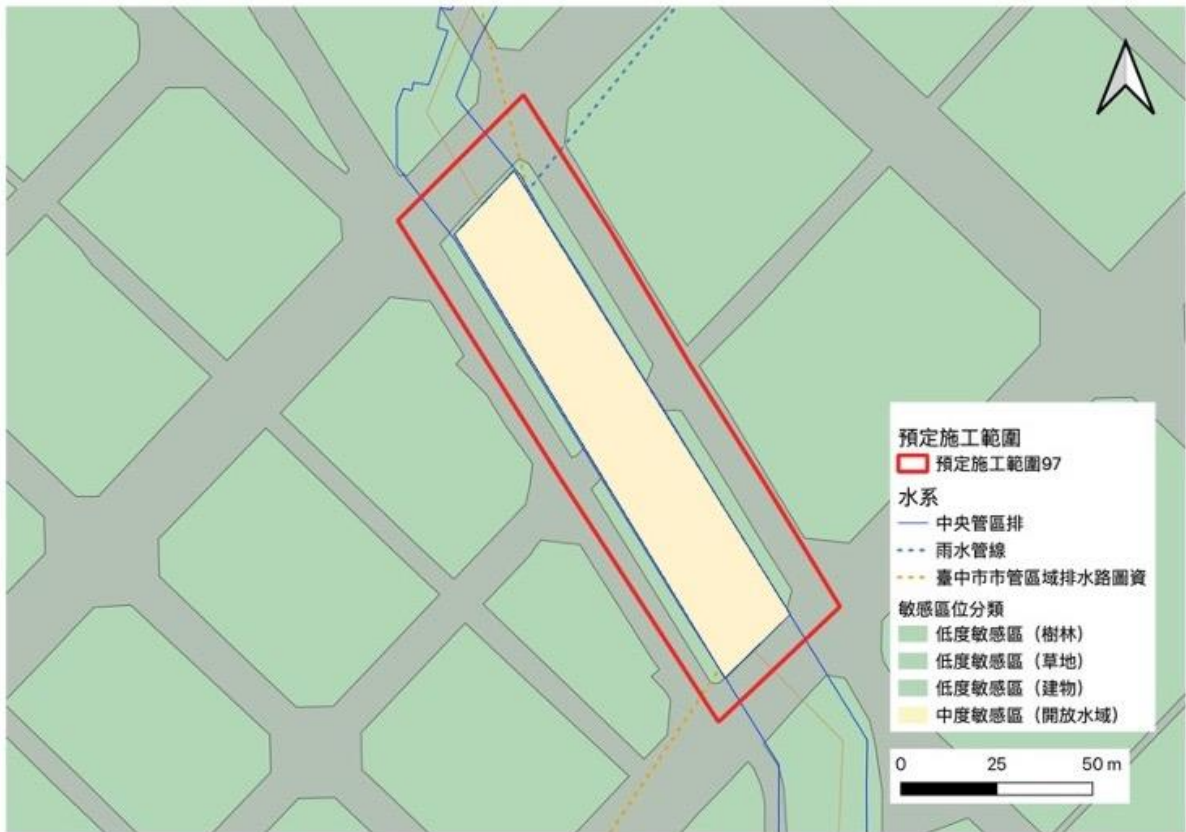 預定施工範圍
預定施工範圍97
水系
中央管區排
雨水管線
臺中市市管區域排水路圖資
敏感區位分類
低度敏感區（樹林）
低度敏感區（草地）
低度敏感區（建物）
中度敏感區（開放水域）
0 25 50 m